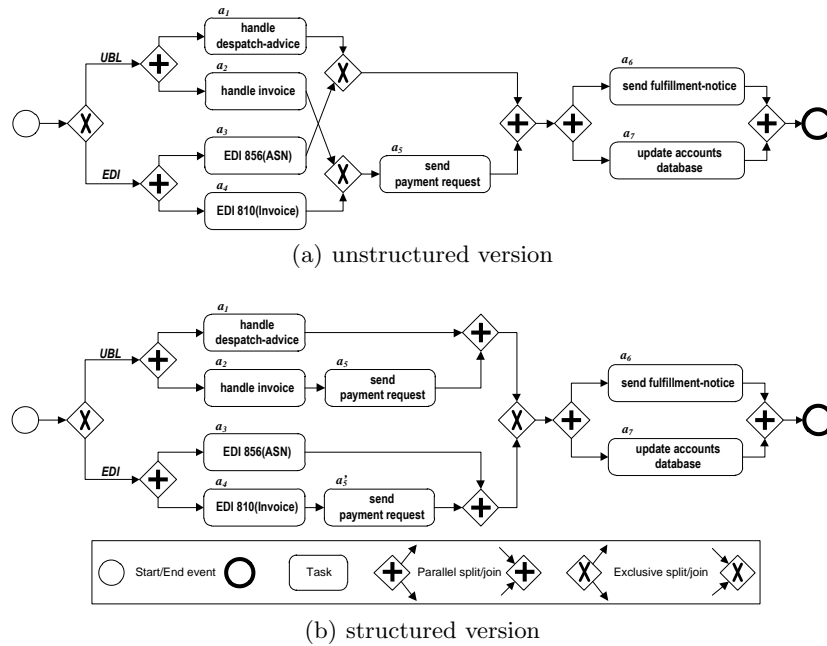 a1
handle
despatch-advice
UBL
a2
handle invoice
a3
EDI 856(ASN)
EDI
a4
EDI 810(Invoice)
a5
send
payment request
a6
send fulfillment-notice
a7
update accounts
database
(a) unstructured version
a1
handle
despatch-advice
UBL
a2
handle invoice
a5
send
payment request
a3
EDI 856(ASN)
EDI
a4
EDI 810(Invoice)
a5'
send
payment request
a6
send fulfillment-notice
a7
update accounts
database
Start/End event
Task
Parallel split/join
Exclusive split/join
(b) structured version